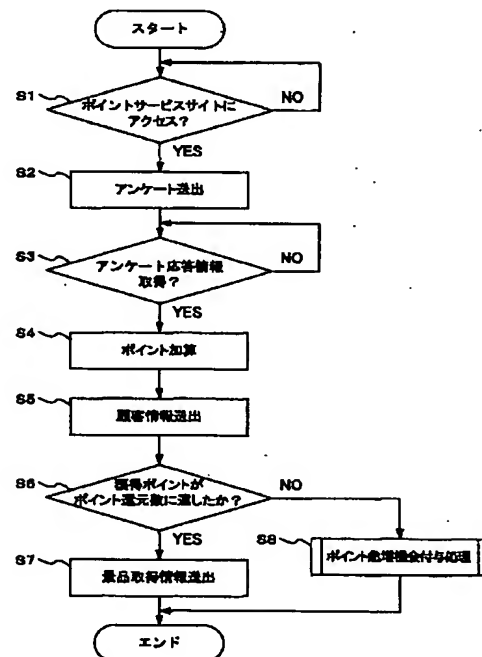 スタート
S1
ポイントサービスサイトに
アクセス?
NO
YES
S2
アンケート送出
S3
アンケート応答情報
取得?
NO
YES
S4
ポイント加算
S5
顧客情報送出
S6
獲得ポイントが
ポイント還元数に達したか?
NO
YES
S7
景品取得情報送出
S8
ポイント急増機会付与処理
エンド